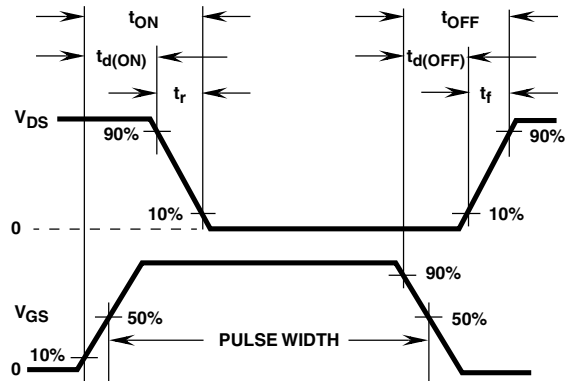 tON tOFF
td(ON) td(OFF)
tr tf
VDS
90% 90%
10% 10%
0
90%
VGS 50% PULSE WIDTH 50%
10%
0